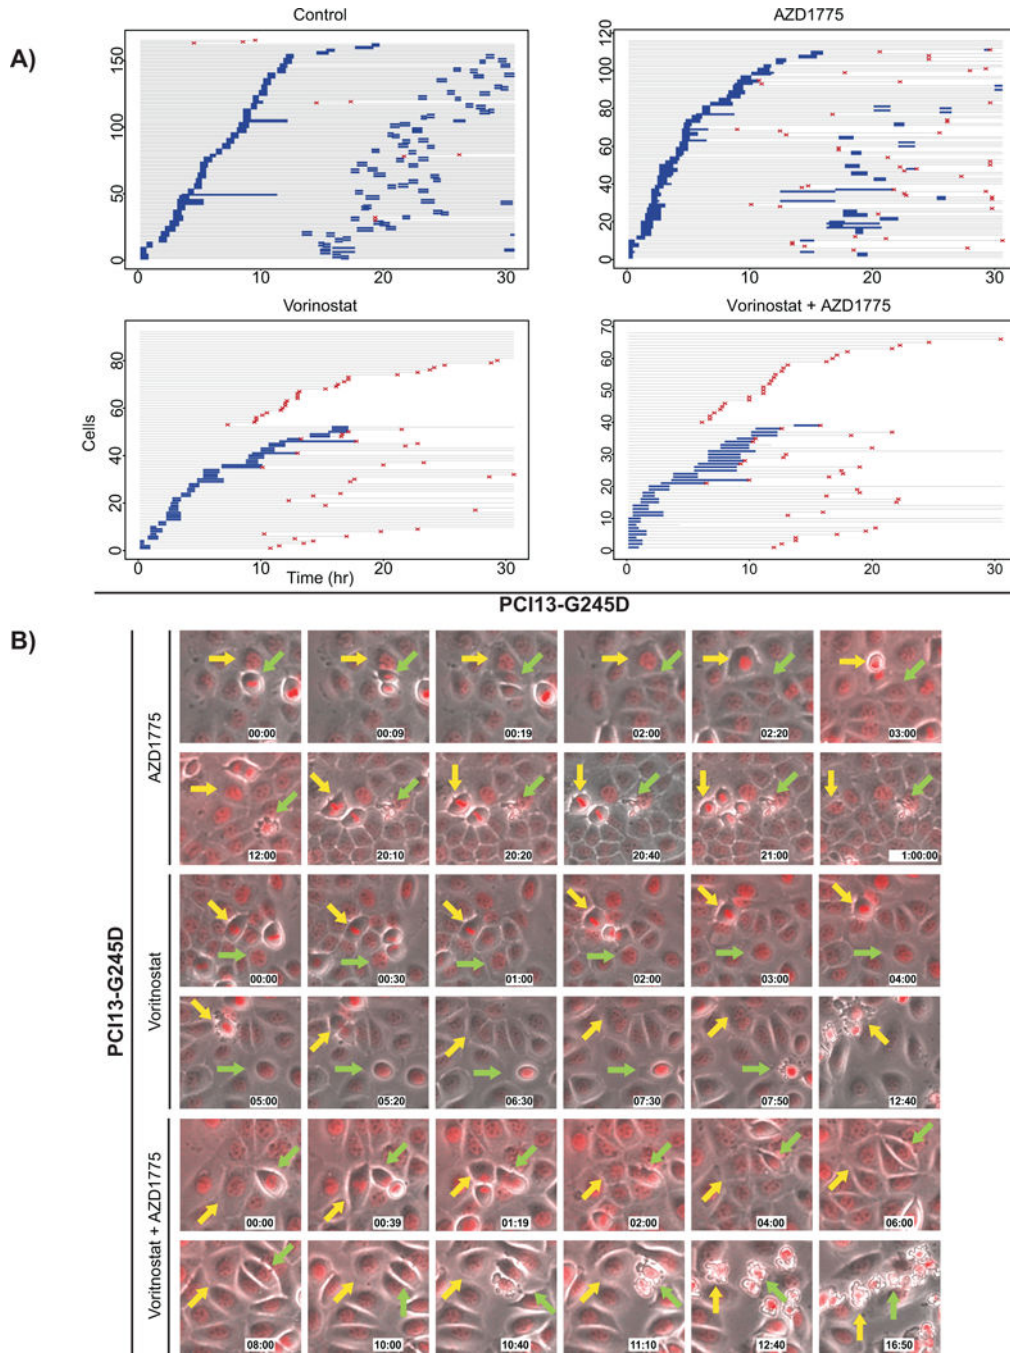 A)
Control
AZD1775
0 50 100 150
0 20 40 60 80 100 120
0 10 20 30
0 10 20 30
Vorinostat
Vorinostat + AZD1775
Cells
0 20 40 60 80
0 10 20 30 40 50 60 70
0 10 20 30
0 10 20 30
Time (hr)
PCI13-G245D
B)
PCI13-G245D
AZD1775
00:00 00:09 00:19 02:00 02:20 03:00
12:00 20:10 20:20 20:40 21:00 1:00:00
Voritnostat
00:00 00:30 01:00 02:00 03:00 04:00
05:00 05:20 06:30 07:30 07:50 12:40
Voritnostat + AZD1775
00:00 00:39 01:19 02:00 04:00 06:00
08:00 10:00 10:40 11:10 12:40 16:50